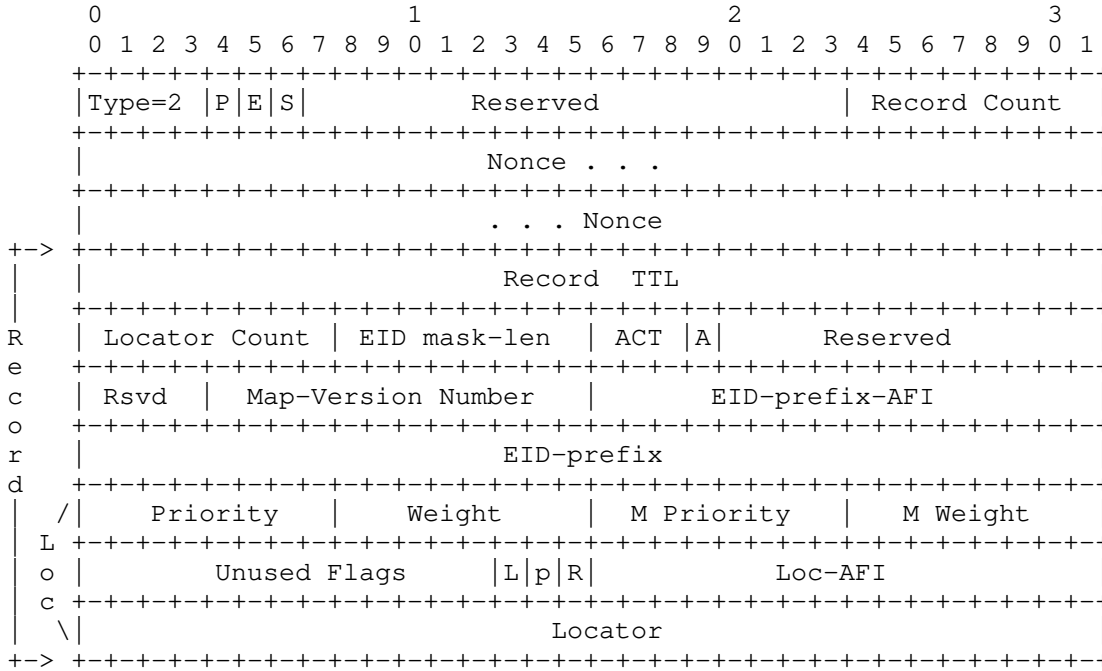 0                   1                   2                   3
0 1 2 3 4 5 6 7 8 9 0 1 2 3 4 5 6 7 8 9 0 1 2 3 4 5 6 7 8 9 0 1
+-+-+-+-+-+-+-+-+-+-+-+-+-+-+-+-+-+-+-+-+-+-+-+-+-+-+-+-+-+-+-+--
|Type=2 |P|E|S|          Reserved               | Record Count
+-+-+-+-+-+-+-+-+-+-+-+-+-+-+-+-+-+-+-+-+-+-+-+-+-+-+-+-+-+-+-+--
|                         Nonce . . .
+-+-+-+-+-+-+-+-+-+-+-+-+-+-+-+-+-+-+-+-+-+-+-+-+-+-+-+-+-+-+-+--
|                         . . . Nonce
+-> +-+-+-+-+-+-+-+-+-+-+-+-+-+-+-+-+-+-+-+-+-+-+-+-+-+-+-+-+-+-+-+--
|   |                          Record  TTL
|   +-+-+-+-+-+-+-+-+-+-+-+-+-+-+-+-+-+-+-+-+-+-+-+-+-+-+-+-+-+-+-+--
R   | Locator Count | EID mask-len  | ACT |A|      Reserved
e   +-+-+-+-+-+-+-+-+-+-+-+-+-+-+-+-+-+-+-+-+-+-+-+-+-+-+-+-+-+-+-+--
c   | Rsvd  |  Map-Version Number   |       EID-prefix-AFI
o   +-+-+-+-+-+-+-+-+-+-+-+-+-+-+-+-+-+-+-+-+-+-+-+-+-+-+-+-+-+-+-+--
r   |                          EID-prefix
d   +-+-+-+-+-+-+-+-+-+-+-+-+-+-+-+-+-+-+-+-+-+-+-+-+-+-+-+-+-+-+-+--
|  /|    Priority   |    Weight     |  M Priority   |   M Weight
| L +-+-+-+-+-+-+-+-+-+-+-+-+-+-+-+-+-+-+-+-+-+-+-+-+-+-+-+-+-+-+-+--
| o |        Unused Flags     |L|p|R|           Loc-AFI
| c +-+-+-+-+-+-+-+-+-+-+-+-+-+-+-+-+-+-+-+-+-+-+-+-+-+-+-+-+-+-+-+--
|  \|                             Locator
+-> +-+-+-+-+-+-+-+-+-+-+-+-+-+-+-+-+-+-+-+-+-+-+-+-+-+-+-+-+-+-+-+--